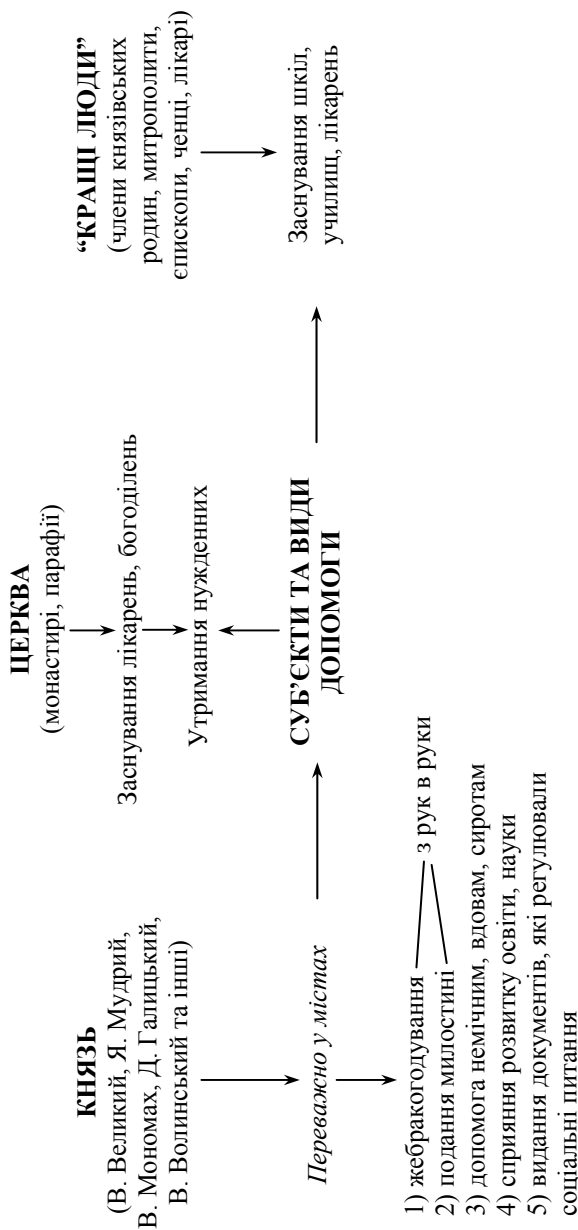 КНЯЗЬ
(В. Великий, Я. Мудрий,
В. Мономах, Д. Галицький,
В. Волинський та інші)
Переважно у містах
1) жебракогодування
2) подання милостині
з рук в руки
3) допомога немічним, вдовам, сиротам
4) сприяння розвитку освіти, науки
5) видання документів, які регулювали
соціальні питання
ЦЕРКВА
(монастирі, парафії)
Заснування лікарень, богоділень
Утримання нужденних
СУБ’ЄКТИ ТА ВИДИ
ДОПОМОГИ
“КРАЩІ ЛЮДИ”
(члени князівських
родин, митрополити,
єпископи, ченці, лікарі)
Заснування шкіл,
училищ, лікарень